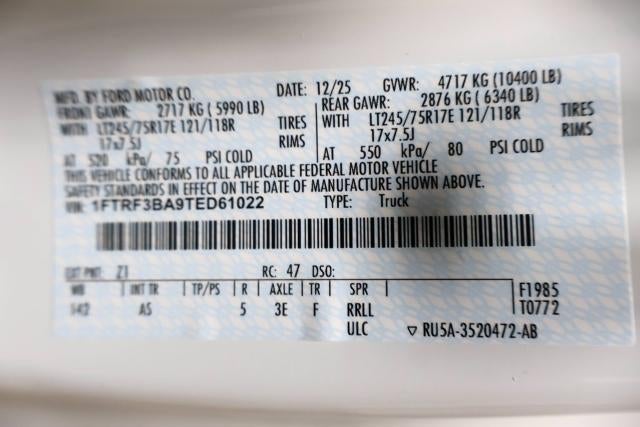 MFD. BY FORD MOTOR CO. DATE: 12/25 GVWR: 4717 KG (10400 LB)
FRONT GAWR: 2717 KG (5990 LB) REAR GAWR: 2876 KG (6340 LB)
WITH LT245/75R17E 121/118R TIRES WITH LT245/75R17E 121/118R TIRES
17x7.5J RIMS 17x7.5J RIMS
AT 520 kPa/ 75 PSI COLD AT 550 kPa/ 80 PSI COLD
THIS VEHICLE CONFORMS TO ALL APPLICABLE FEDERAL MOTOR VEHICLE
SAFETY STANDARDS IN EFFECT ON THE DATE OF MANUFACTURE SHOWN ABOVE.
VIN: 1FTRF3BA9TED61022 TYPE: Truck
EXT PNT: Z1 RC: 47 DSO:
WB INT TR TP/PS R AXLE TR SPR F1985
142 AS 5 3E F RRLL T0772
ULC ▽ RU5A-3520472-AB